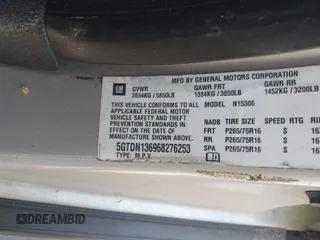 MFD BY GENERAL MOTORS CORPORATION
GM
GVWR GAWR FRT GAWR RR
2654KG / 5850LB 1384KG / 3050LB 1452KG / 3200LB
THIS VEHICLE CONFORMS TO ALL N15306
APPLICABLE FEDERAL MOTOR
VEHICLE SAFETY AND THEFT
PREVENTION STANDARDS IN
EFFECT ON THE DATE OF
MANUFACTURE SHOWN ABOVE.
5GTDN136968276253
TYPE: M.P.V.
NADB TIRE SIZE SPEED RTG
FRT P265/75R16 S
RR P265/75R16 S
SPA P265/75R16 S
DREAMBID